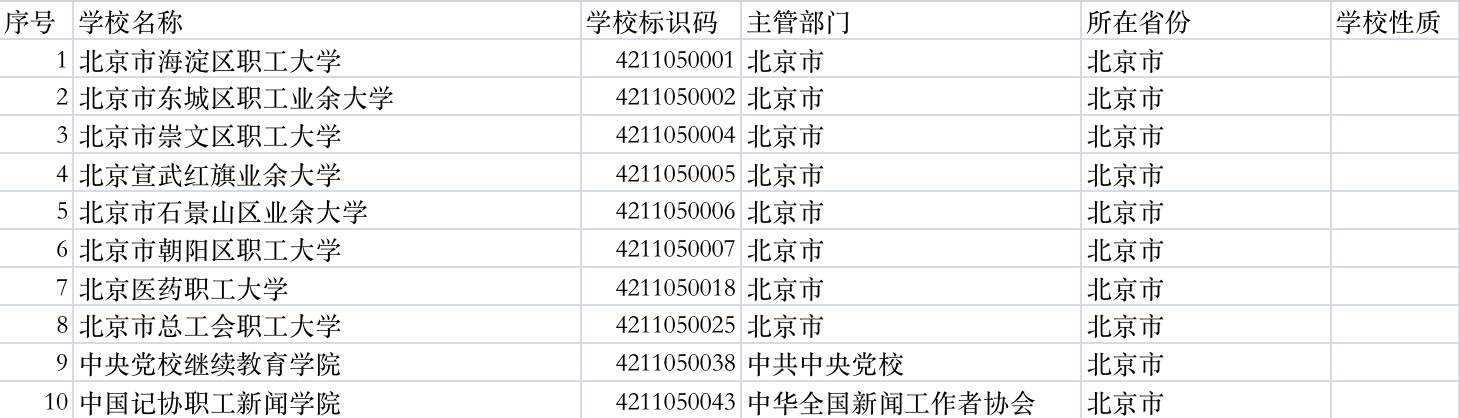 序号 学校名称 学校标识码 主管部门 所在省份 学校性质
1 北京市海淀区职工大学 4211050001 北京市 北京市
2 北京市东城区职工业余大学 4211050002 北京市 北京市
3 北京市崇文区职工大学 4211050004 北京市 北京市
4 北京宣武红旗业余大学 4211050005 北京市 北京市
5 北京市石景山区业余大学 4211050006 北京市 北京市
6 北京市朝阳区职工大学 4211050007 北京市 北京市
7 北京医药职工大学 4211050018 北京市 北京市
8 北京市总工会职工大学 4211050025 北京市 北京市
9 中央党校继续教育学院 4211050038 中共中央党校 北京市
10 中国记协职工新闻学院 4211050043 中华全国新闻工作者协会 北京市